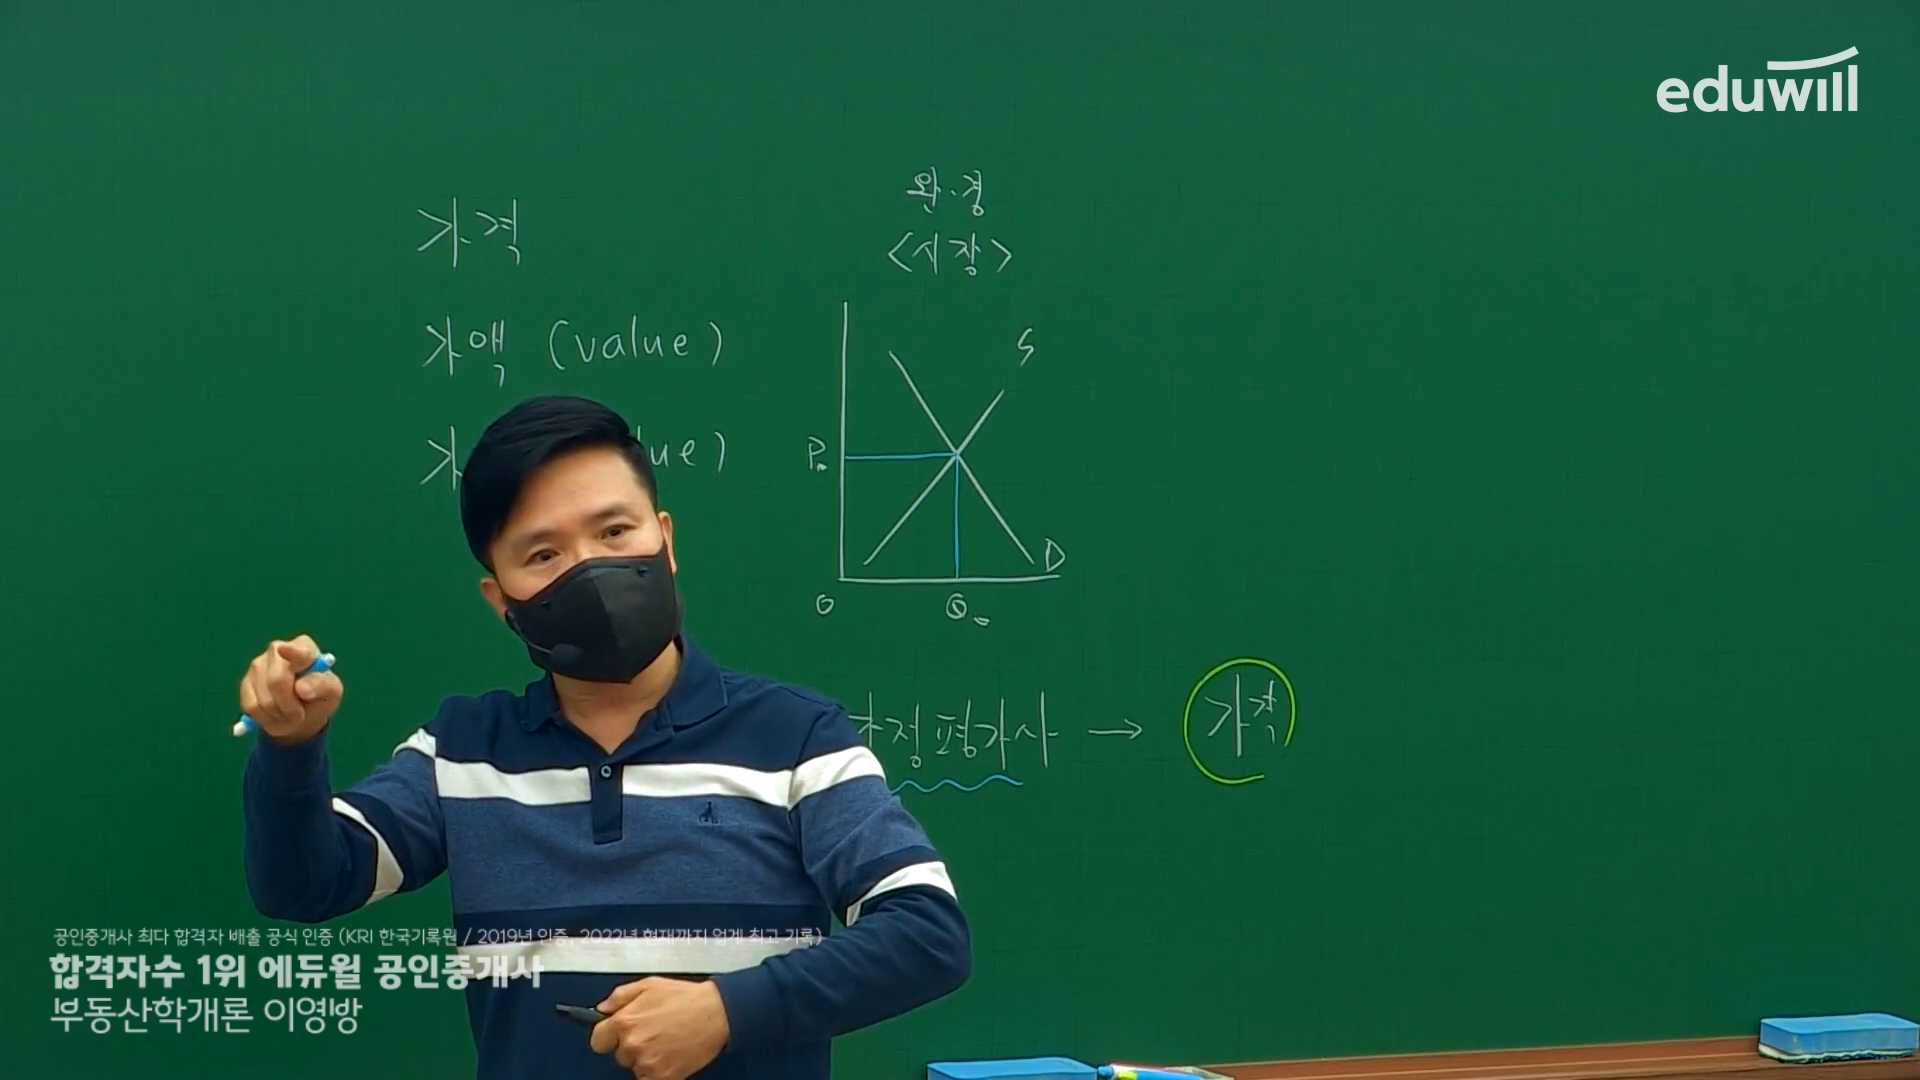 eduwill
완·경
<시장>
가격
가액 (value)
S
P₀
D
0
Q₀
감정평가사 → 가격
공인중개사 최다 합격자 배출 공식 인증 (KRI 한국기록원 / 2019년 인증, 2022년 현재까지 업계 최고 기록)
합격자수 1위 에듀윌 공인중개사
부동산학개론 이영방